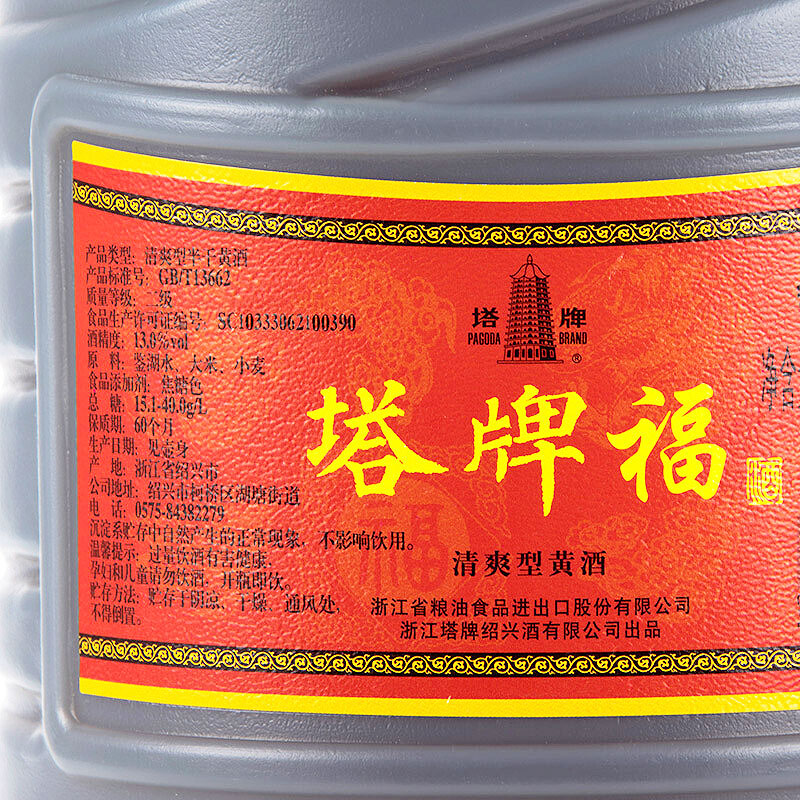 产品类型：清爽型半干黄酒
产品标准号：GB/T13662
质量等级：二级
食品生产许可证编号：SC10333062100390
酒精度：13.0%vol
原　料：鉴湖水、大米、小麦
食品添加剂：焦糖色
总　糖：15.1-40.0g/L
保质期：60个月
生产日期：见壶身
产　地：浙江省绍兴市
公司地址：绍兴市柯桥区湖塘街道
电　话：0575-84382279
沉淀系贮存中自然产生的正常现象，不影响饮用。
温馨提示：过量饮酒有害健康，
孕妇和儿童请勿饮酒。开瓶即饮。
贮存方法：贮存于阴凉、干燥、通风处，
不得倒置。
塔 牌
PAGODA BRAND
®
塔牌福
酒
福
清爽型黄酒
浙江省粮油食品进出口股份有限公司
浙江塔牌绍兴酒有限公司出品